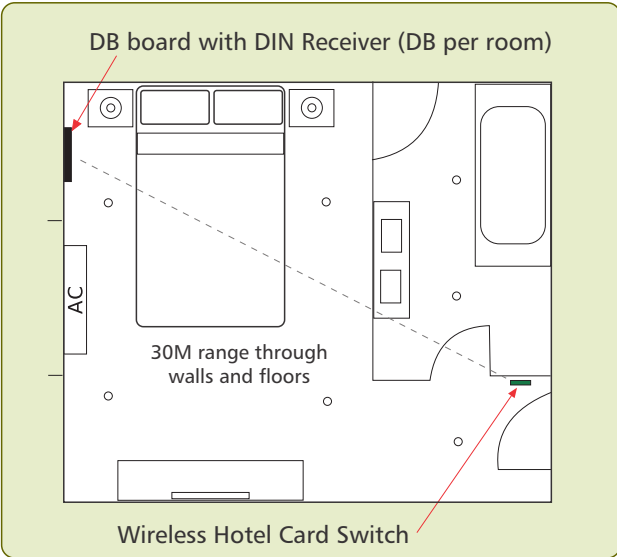 DB board with DIN Receiver (DB per room)
AC
30M range through
walls and floors
Wireless Hotel Card Switch